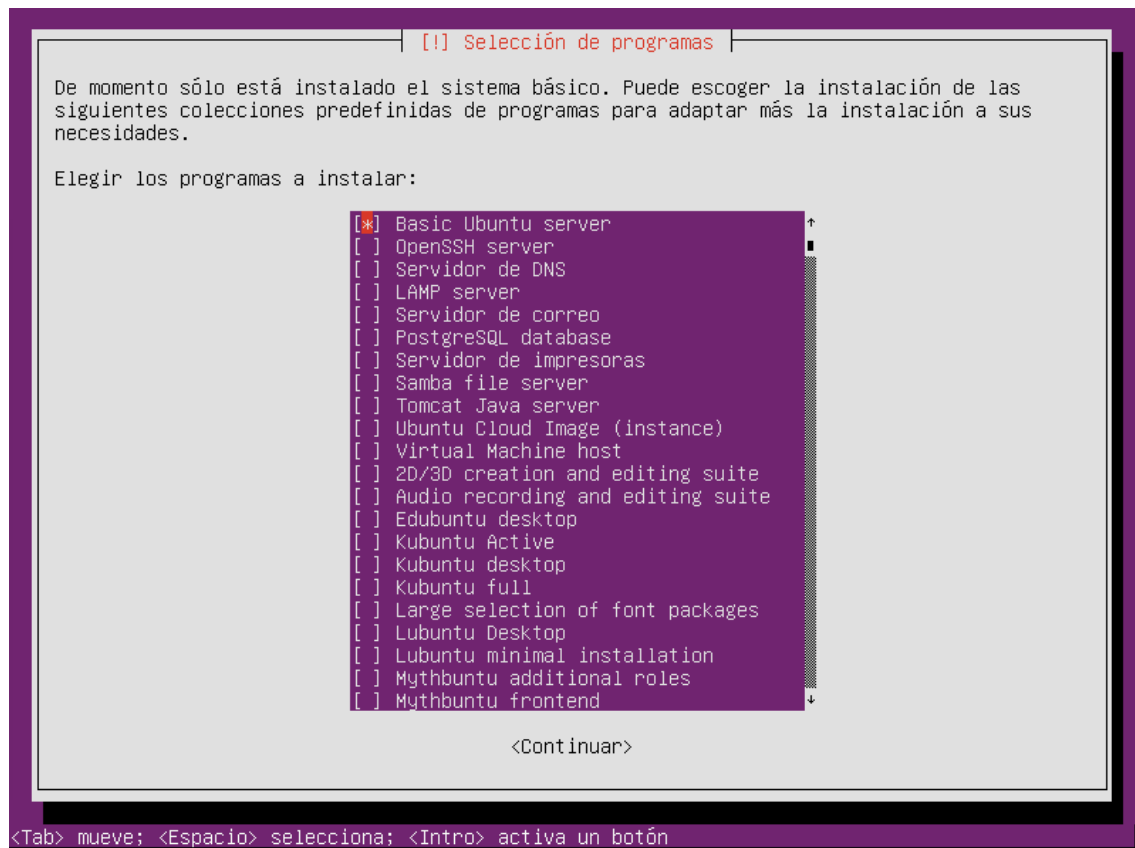 [!] Selección de programas
De momento sólo está instalado el sistema básico. Puede escoger la instalación de las
siguientes colecciones predefinidas de programas para adaptar más la instalación a sus
necesidades.
Elegir los programas a instalar:
[*] Basic Ubuntu server
[ ] OpenSSH server
[ ] Servidor de DNS
[ ] LAMP server
[ ] Servidor de correo
[ ] PostgreSQL database
[ ] Servidor de impresoras
[ ] Samba file server
[ ] Tomcat Java server
[ ] Ubuntu Cloud Image (instance)
[ ] Virtual Machine host
[ ] 2D/3D creation and editing suite
[ ] Audio recording and editing suite
[ ] Edubuntu desktop
[ ] Kubuntu Active
[ ] Kubuntu desktop
[ ] Kubuntu full
[ ] Large selection of font packages
[ ] Lubuntu Desktop
[ ] Lubuntu minimal installation
[ ] Mythbuntu additional roles
[ ] Mythbuntu frontend
<Continuar>
<Tab> mueve; <Espacio> selecciona; <Intro> activa un botón